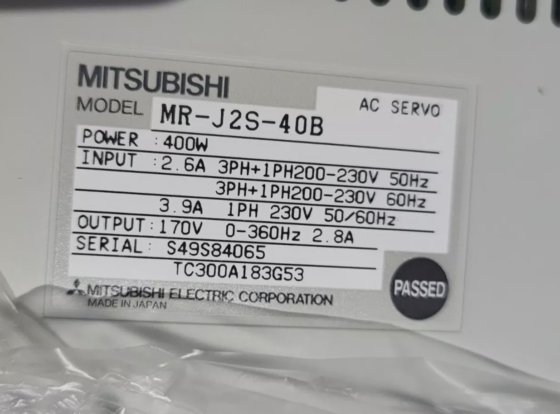 MITSUBISHI
MODEL MR-J2S-40B AC SERVO
POWER : 400W
INPUT : 2.6A 3PH+1PH200-230V 50Hz
3PH+1PH200-230V 60Hz
3.9A 1PH 230V 50/60Hz
OUTPUT: 170V 0-360Hz 2.8A
SERIAL: S49S84065
TC300A183G53
MITSUBISHI ELECTRIC CORPORATION
MADE IN JAPAN
PASSED